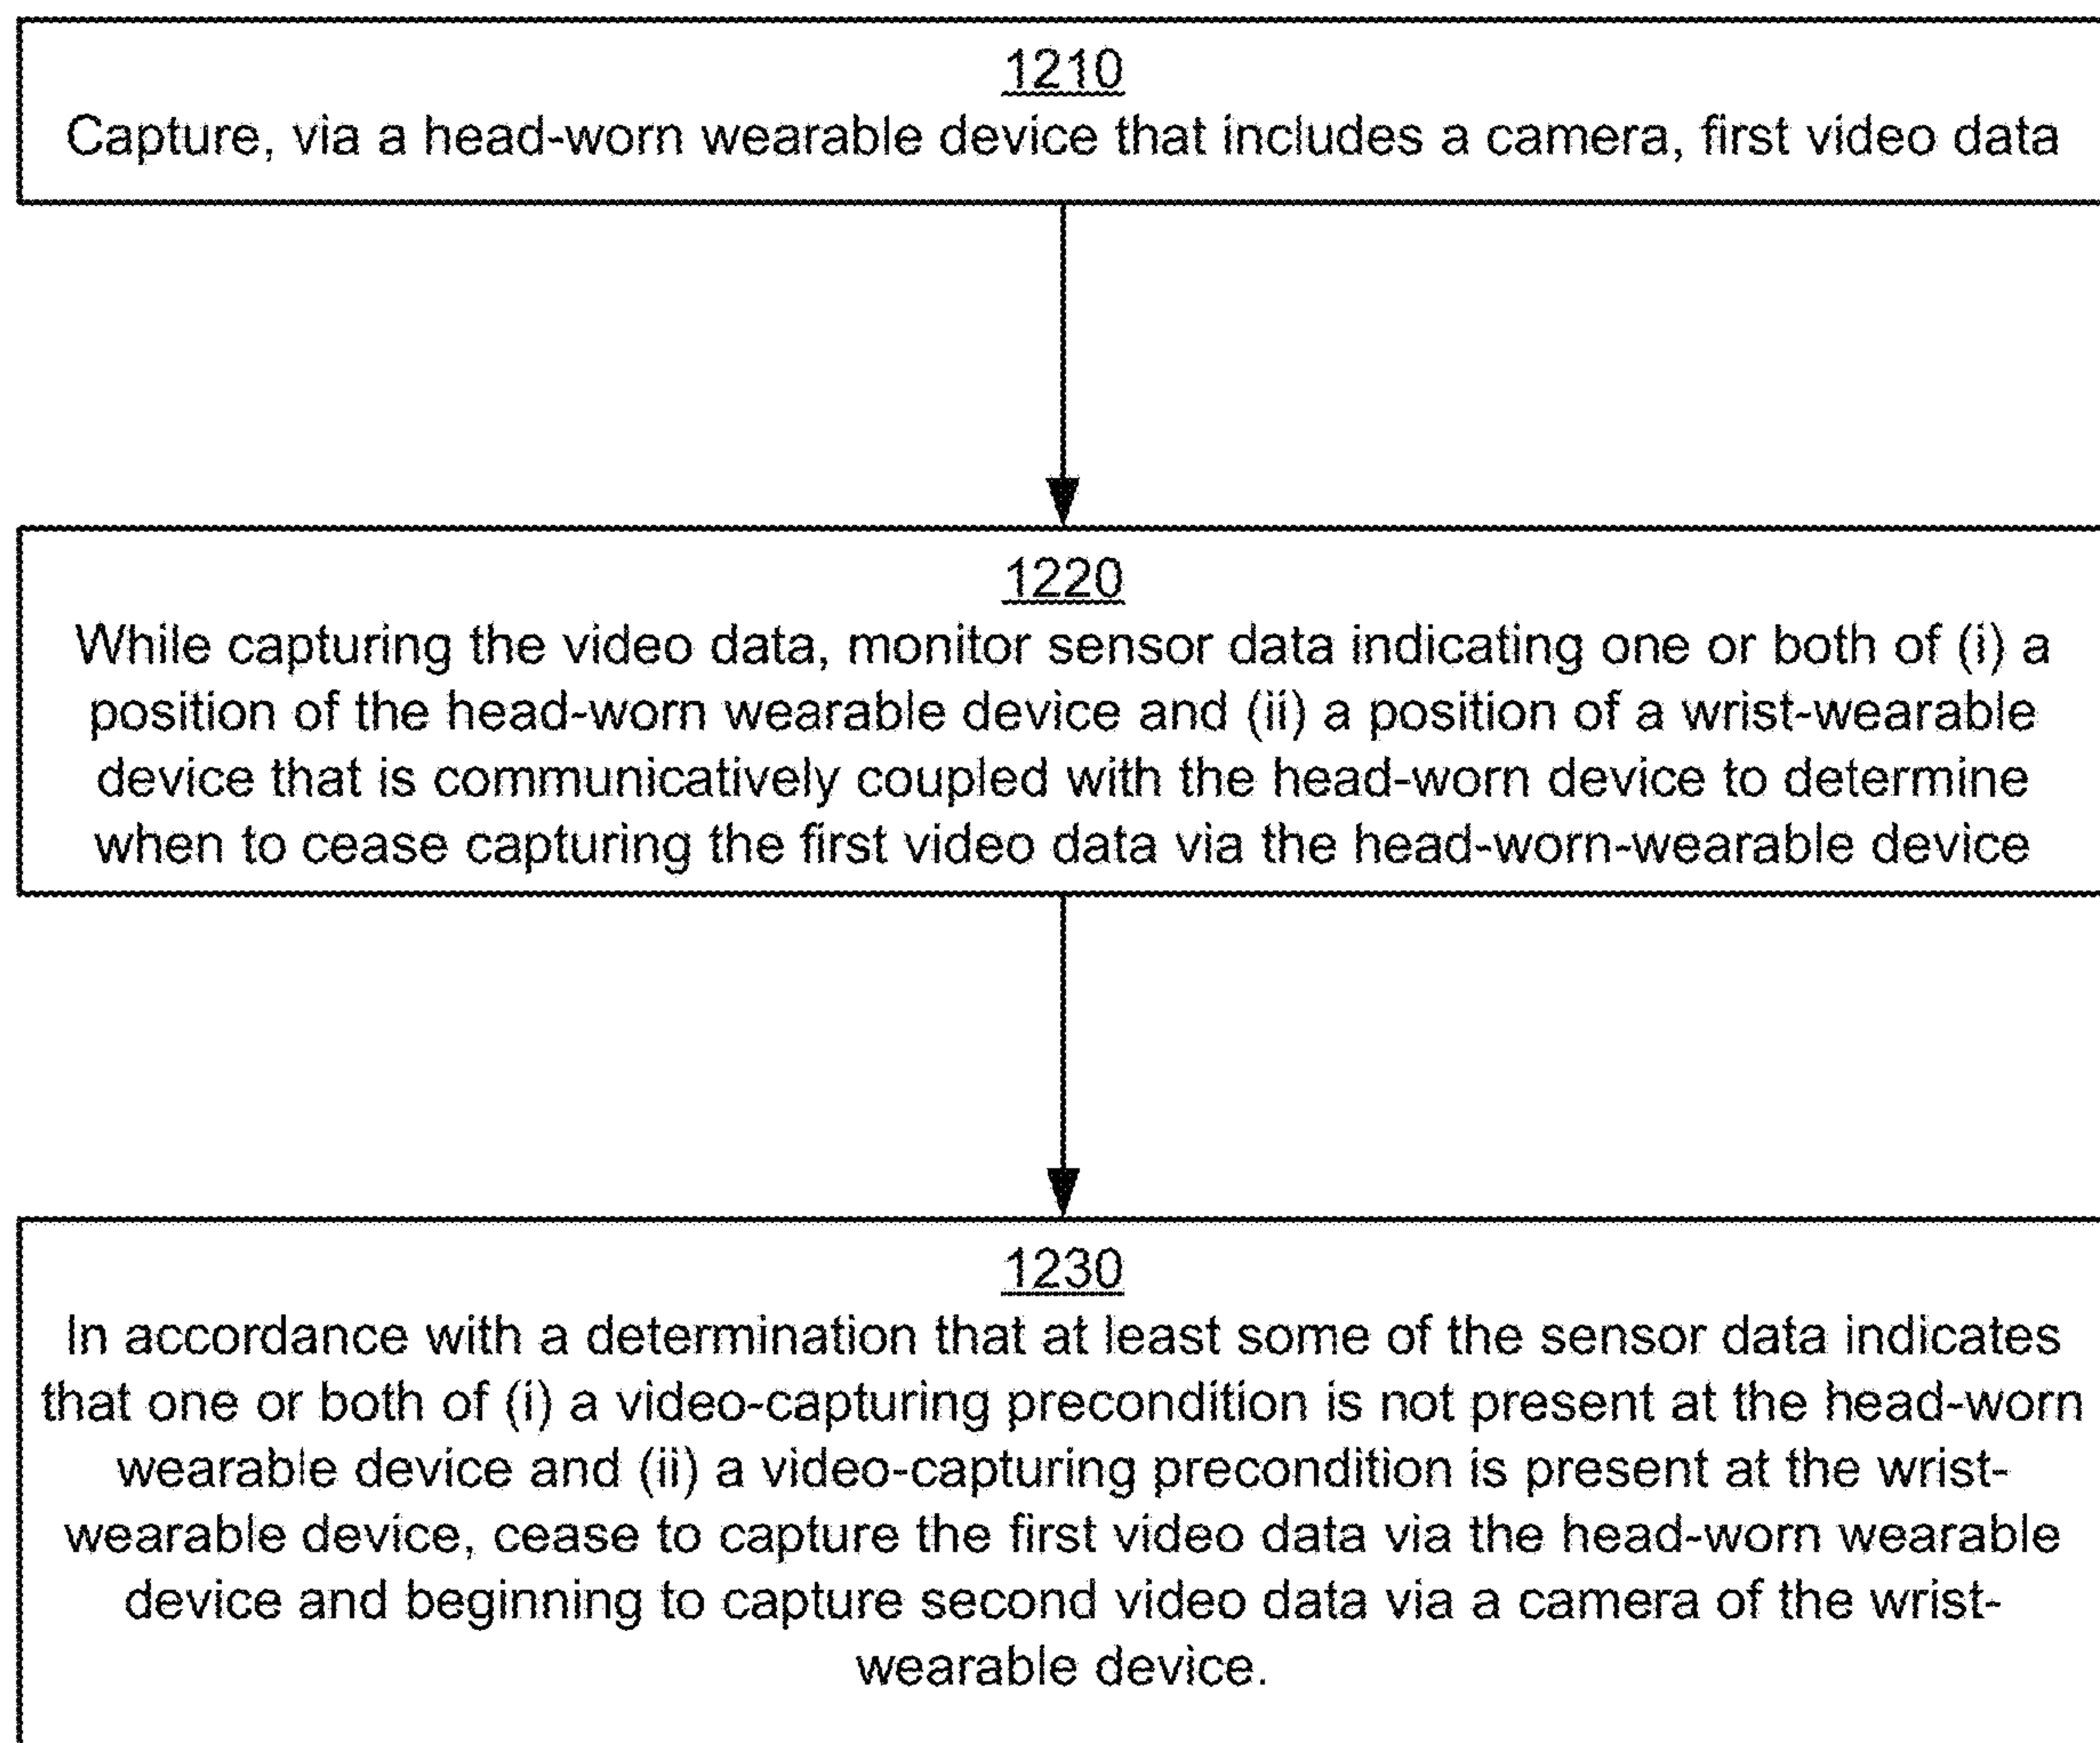 1210
Capture, via a head-worn wearable device that includes a camera, first video data
1220
While capturing the video data, monitor sensor data indicating one or both of (i) a
position of the head-worn wearable device and (ii) a position of a wrist-wearable
device that is communicatively coupled with the head-worn device to determine
when to cease capturing the first video data via the head-worn-wearable device
1230
In accordance with a determination that at least some of the sensor data indicates
that one or both of (i) a video-capturing precondition is not present at the head-worn
wearable device and (ii) a video-capturing precondition is present at the wrist-
wearable device, cease to capture the first video data via the head-worn wearable
device and beginning to capture second video data via a camera of the wrist-
wearable device.